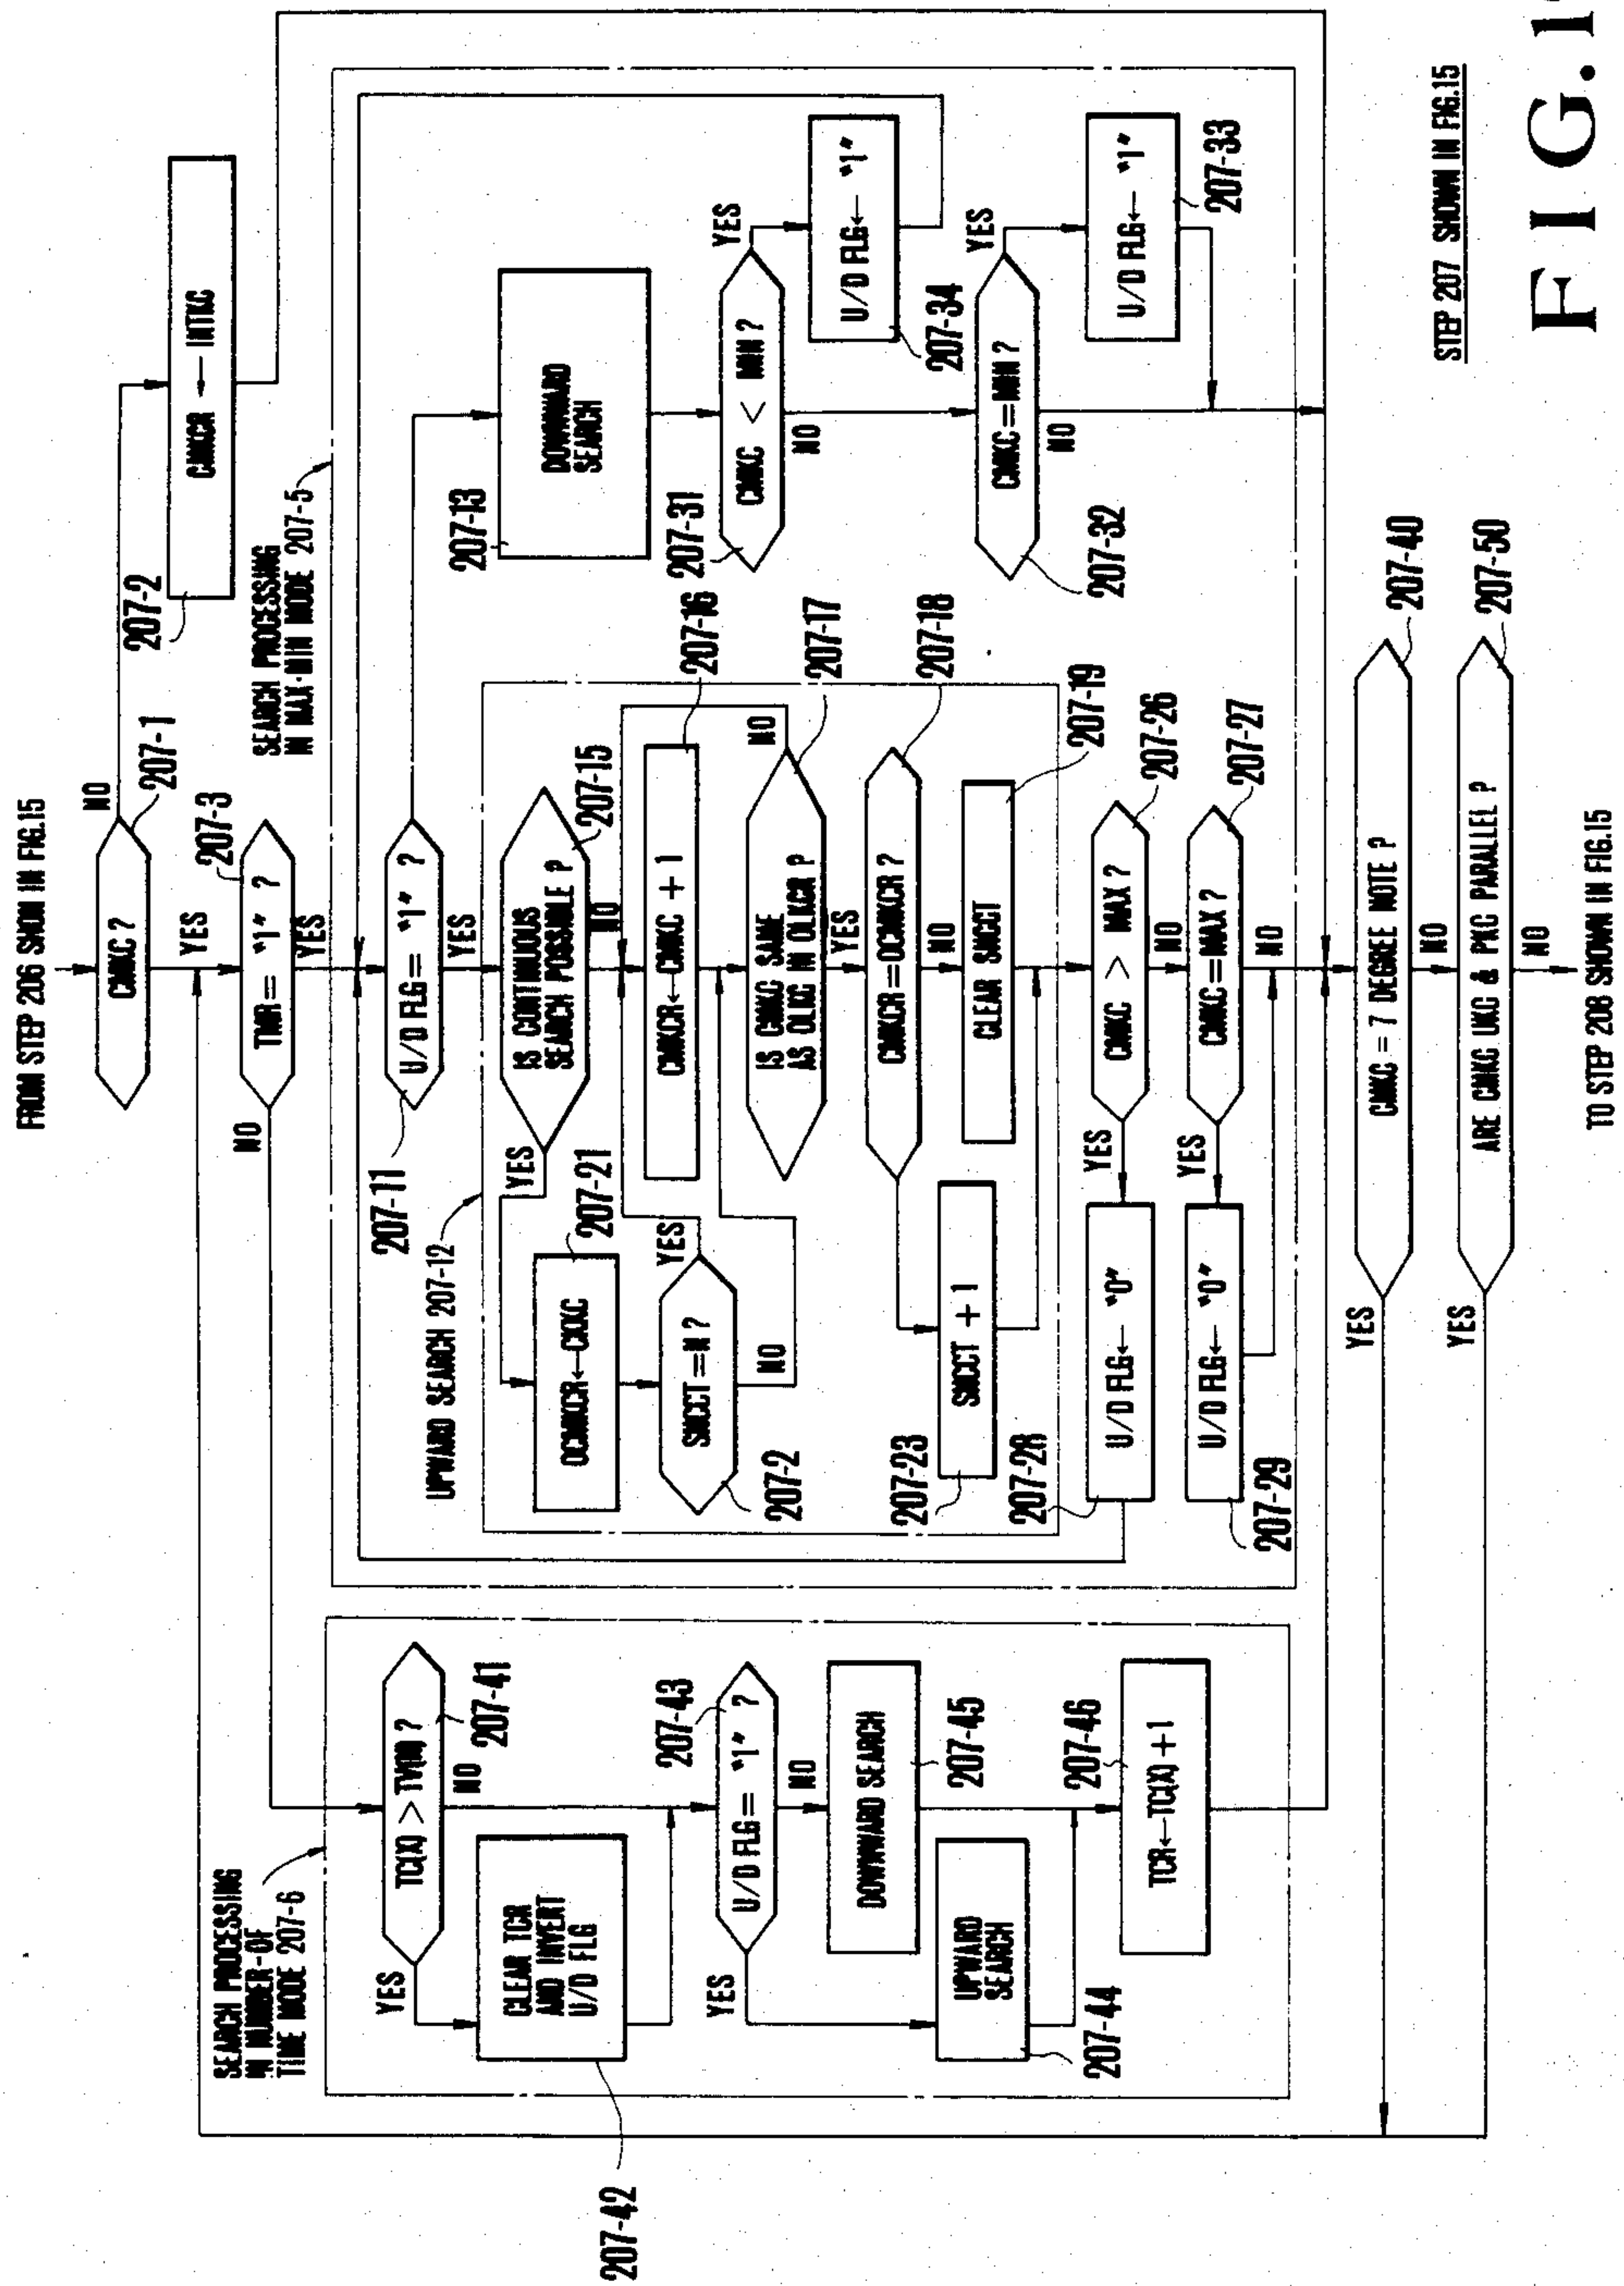 FROM STEP 206 SHOWN IN FIG.15
CMKC ?
207-1
NO
YES
207-2
CMKCR ← INTKC
TMR = "1" ?
207-3
NO
YES
SEARCH PROCESSING
IN MAX·MIN MODE 207-5
U/D FLG = "1" ?
207-11
YES
UPWARD SEARCH 207-12
IS CONTINUOUS
SEARCH POSSIBLE ?
207-15
YES
NO
OCMKCR←CKKC
207-21
SNCCT = N ?
207-2
YES
NO
CMKCR←CMKC + 1
207-16
IS CMKC SAME
AS OLKC IN OLKCR ?
207-17
NO
YES
CMKCR = OCMKCR ?
207-18
NO
CLEAR SNCCT
207-19
SNCCT + 1
207-23
CMKC > MAX ?
207-26
YES
NO
U/D FLG ← "0"
207-28
CMKC = MAX ?
207-27
YES
NO
U/D FLG ← "0"
207-29
207-13
DOWNWARD
SEARCH
207-31
CMKC < MIN ?
YES
NO
U/D FLG ← "1"
207-34
CMKC = MIN ?
207-32
YES
NO
U/D FLG ← "1"
207-33
SEARCH PROCESSING
IN NUMBER-OF
TIME MODE 207-6
TC(X) > TV(X) ?
207-41
YES
NO
CLEAR TCR
AND INVERT
U/D FLG
207-42
U/D FLG = "1" ?
207-43
YES
NO
UPWARD
SEARCH
207-44
DOWNWARD SEARCH
207-45
TCR←TC(X) + 1
207-46
CMKC = 7 DEGREE NOTE ?
207-40
YES
NO
ARE CMKC UKC & PKC PARALLEL ?
207-50
YES
NO
TO STEP 208 SHOWN IN FIG.15
STEP 207 SHOWN IN FIG.15